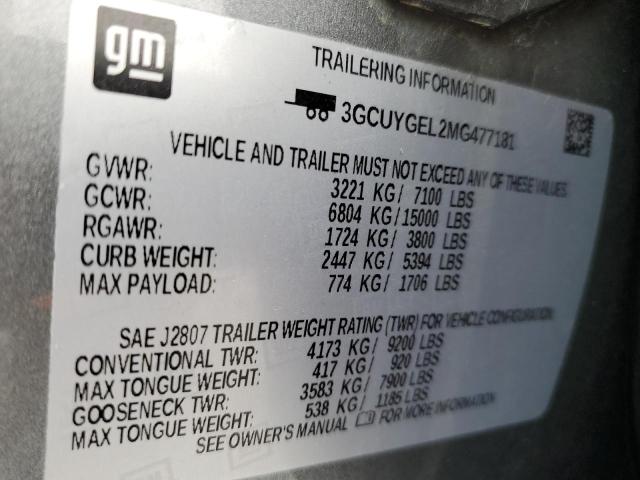 gm
TRAILERING INFORMATION
3GCUYGEL2MG477181
VEHICLE AND TRAILER MUST NOT EXCEED ANY OF THESE VALUES
GVWR: 3221 KG/ 7100 LBS
GCWR: 6804 KG/15000 LBS
RGAWR: 1724 KG/ 3800 LBS
CURB WEIGHT: 2447 KG/ 5394 LBS
MAX PAYLOAD: 774 KG/ 1706 LBS
SAE J2807 TRAILER WEIGHT RATING (TWR) FOR VEHICLE CONFIGURATION:
CONVENTIONAL TWR: 4173 KG/ 9200 LBS
MAX TONGUE WEIGHT: 417 KG/ 920 LBS
GOOSENECK TWR: 3583 KG/ 7900 LBS
MAX TONGUE WEIGHT: 538 KG/ 1185 LBS
SEE OWNER'S MANUAL FOR MORE INFORMATION